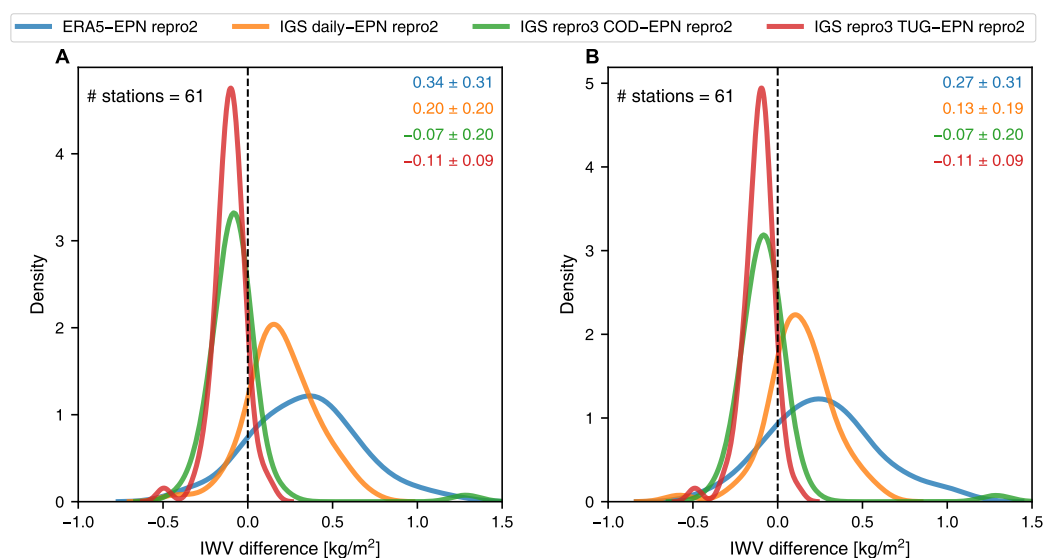 ERA5−EPN repro2
IGS daily−EPN repro2
IGS repro3 COD−EPN repro2
IGS repro3 TUG−EPN repro2
A
# stations = 61
0.34 ± 0.31
0.20 ± 0.20
−0.07 ± 0.20
−0.11 ± 0.09
4
3
2
1
0
Density
−1.0
−0.5
0.0
0.5
1.0
1.5
IWV difference [kg/m²]
B
# stations = 61
0.27 ± 0.31
0.13 ± 0.19
−0.07 ± 0.20
−0.11 ± 0.09
5
4
3
2
1
0
Density
−1.0
−0.5
0.0
0.5
1.0
1.5
IWV difference [kg/m²]